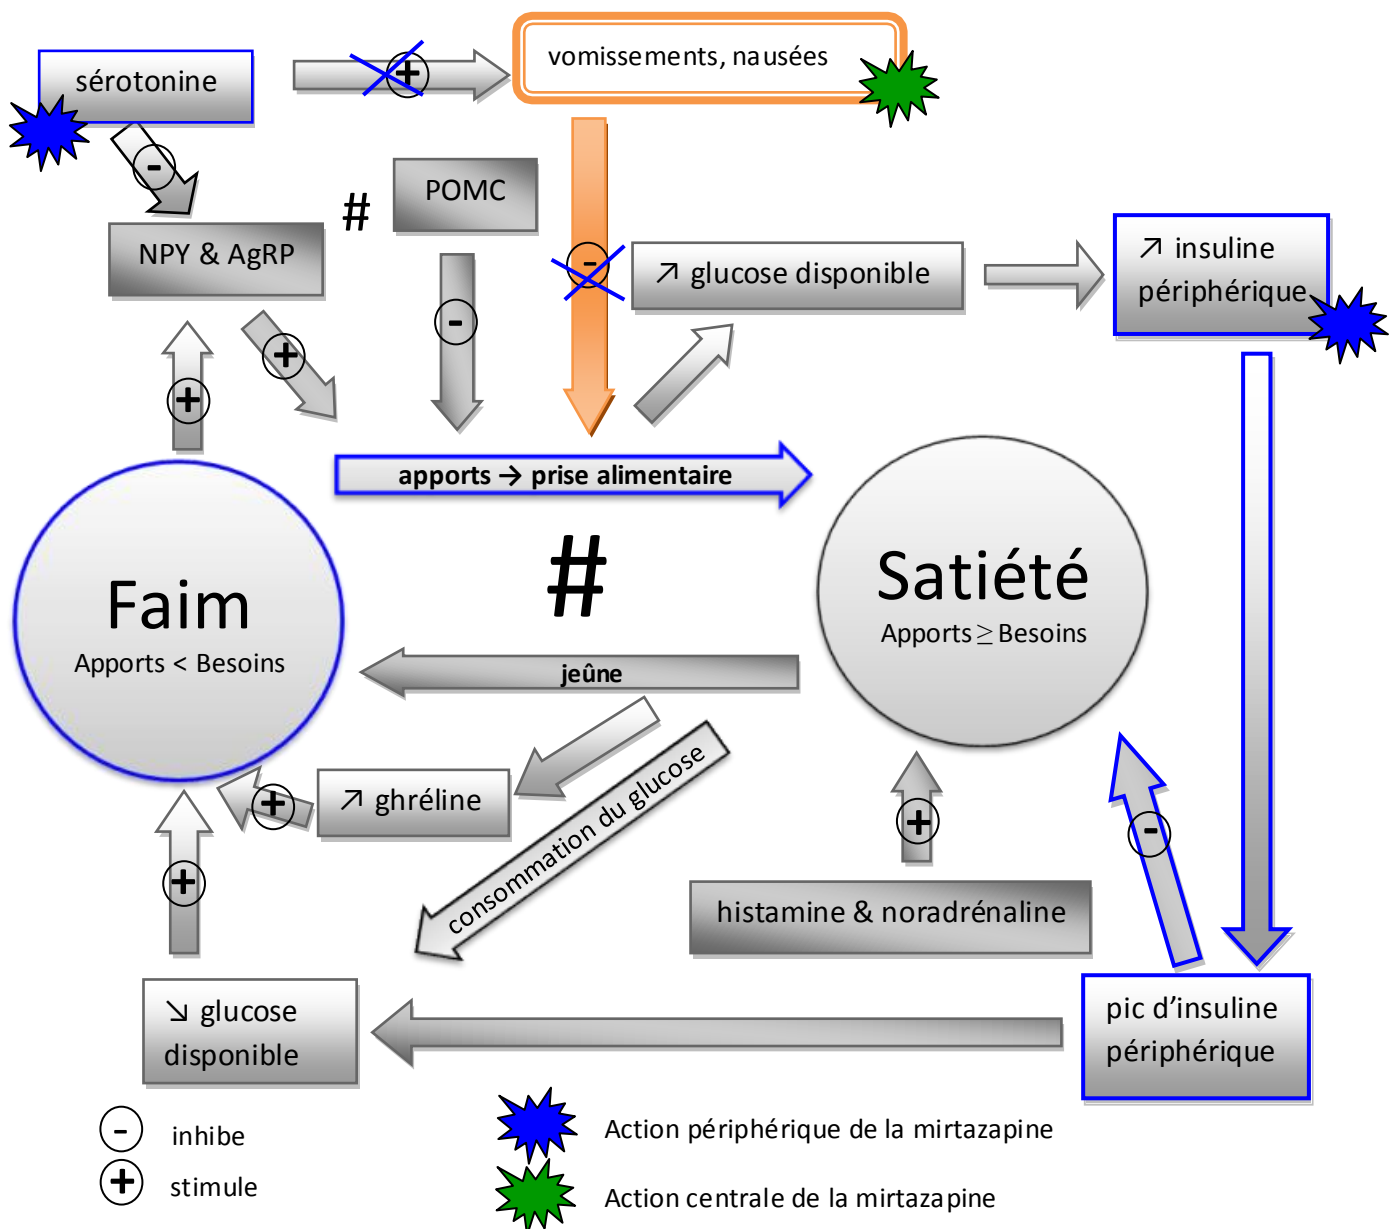 sérotonine
+
vomissements, nausées
-
#
POMC
NPY & AgRP
-
↗ glucose disponible
↗ insuline
périphérique
-
+
+
apports → prise alimentaire
#
Faim
Apports < Besoins
Satiété
Apports ≥ Besoins
jeûne
↗ ghréline
+
consommation du glucose
+
-
+
histamine & noradrénaline
↘ glucose
disponible
pic d’insuline
périphérique
- inhibe
+ stimule
Action périphérique de la mirtazapine
Action centrale de la mirtazapine